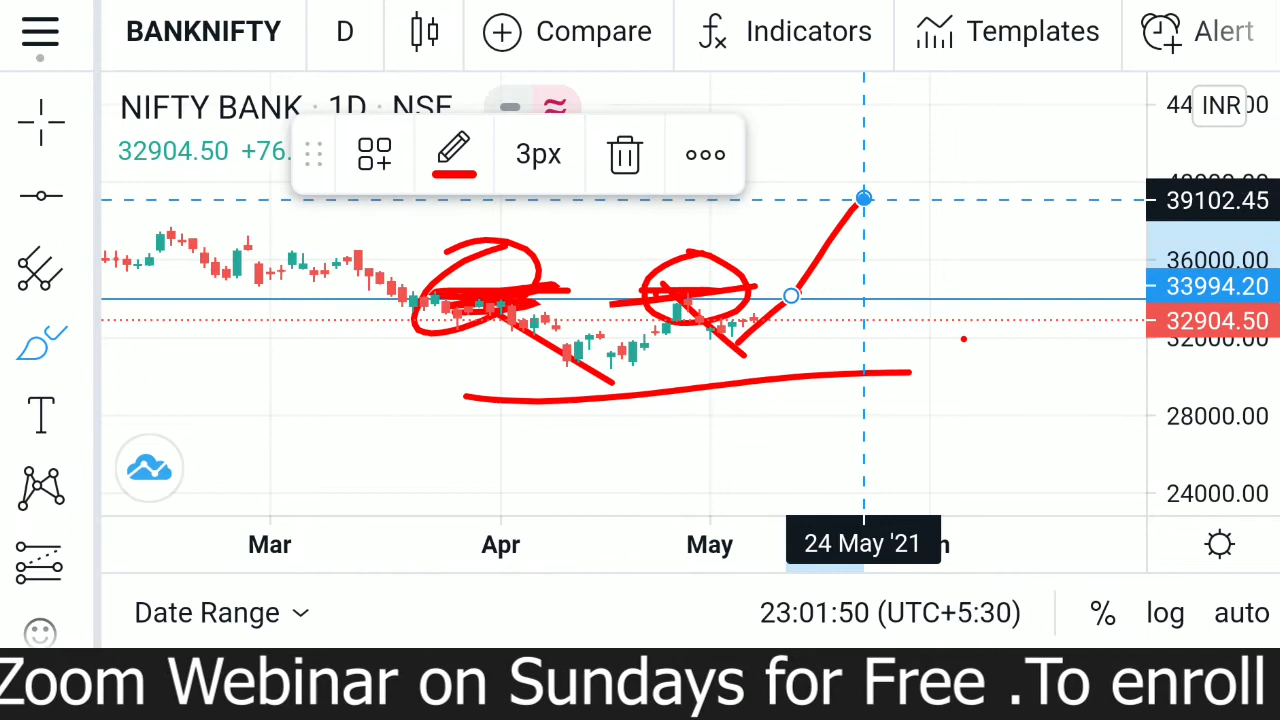 BANKNIFTY D Compare Indicators Templates Alert
NIFTY BANK · 1D · NSE
32904.50 +76.
3px
INR
39102.45
36000.00
33994.20
32904.50
32000.00
28000.00
24000.00
Mar Apr May 24 May '21
Date Range 23:01:50 (UTC+5:30) % log auto
Zoom Webinar on Sundays for Free .To enroll